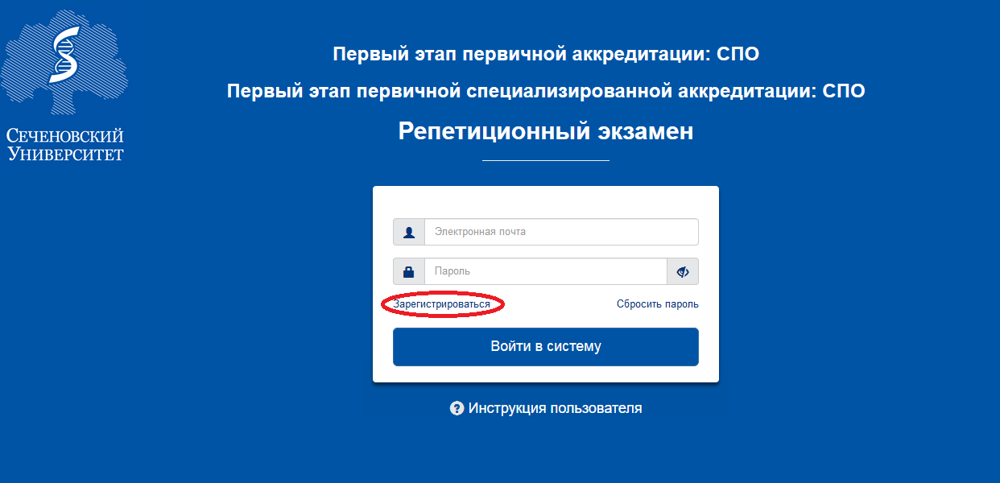 Первый этап первичной аккредитации: СПО
Первый этап первичной специализированной аккредитации: СПО
Репетиционный экзамен
СЕЧЕНОВСКИЙ
УНИВЕРСИТЕТ
Электронная почта
Пароль
Зарегистрироваться
Сбросить пароль
Войти в систему
? Инструкция пользователя